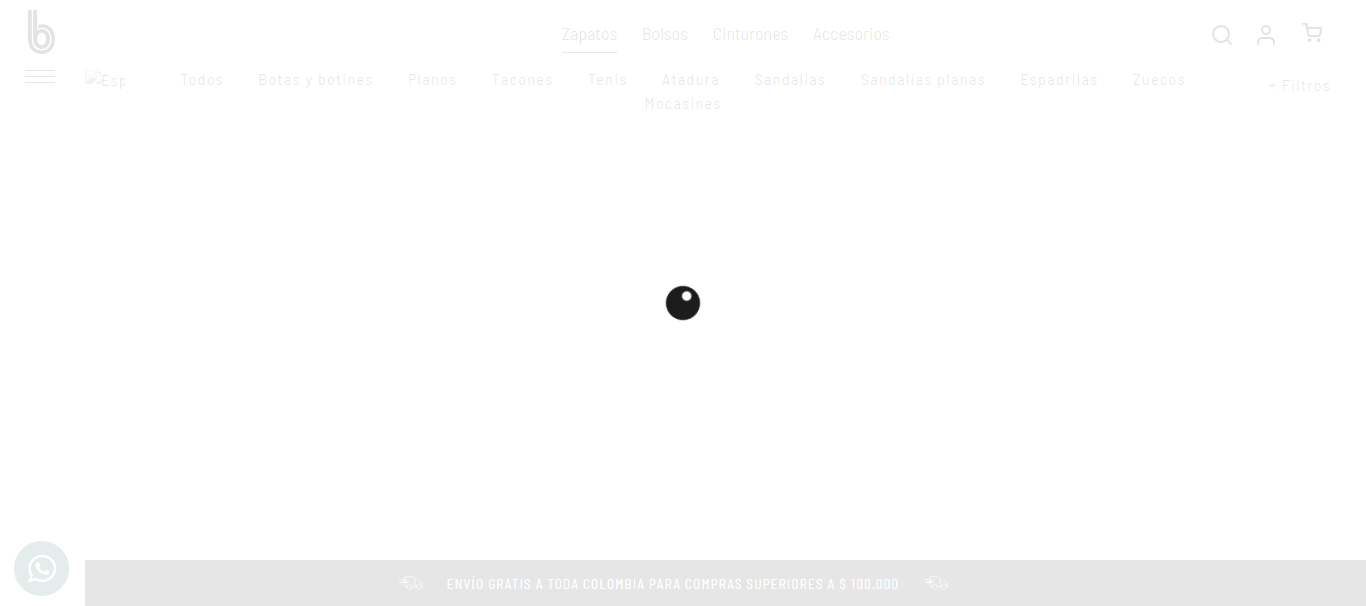 b
Zapatos Bolsos Cinturones Accesorios
Esp Todos Botas y botines Planos Tacones Tenis Atadura Sandalias Sandalias planas Espadrilas Zuecos
+ Filtros
Mocasines
ENVÍO GRATIS A TODA COLOMBIA PARA COMPRAS SUPERIORES A $ 100.000